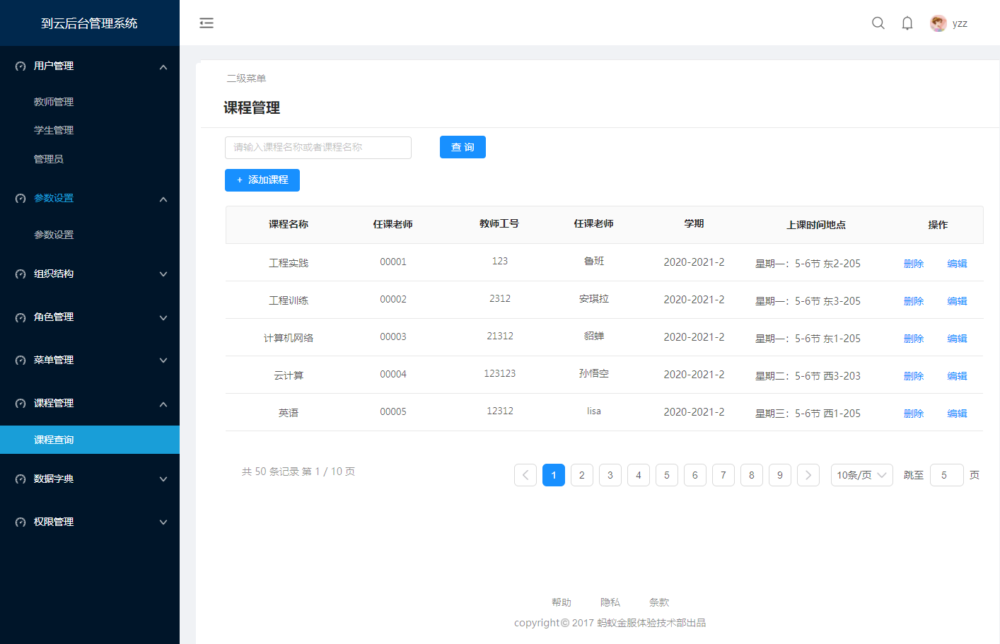 到云后台管理系统
yzz
用户管理
教师管理
学生管理
管理员
参数设置
参数设置
组织结构
角色管理
菜单管理
课程管理
课程查询
数据字典
权限管理
二级菜单
课程管理
请输入课程名称或者课程名称 查 询
+ 添加课程
课程名称 任课老师 教师工号 任课老师 学期 上课时间地点 操作
工程实践 00001 123 鲁班 2020-2021-2 星期一：5-6节 东2-205 删除 编辑
工程训练 00002 2312 安琪拉 2020-2021-2 星期一：5-6节 东3-205 删除 编辑
计算机网络 00003 21312 貂蝉 2020-2021-2 星期一：5-6节 东1-205 删除 编辑
云计算 00004 123123 孙悟空 2020-2021-2 星期二：5-6节 西3-203 删除 编辑
英语 00005 12312 lisa 2020-2021-2 星期三：5-6节 西1-205 删除 编辑
共 50 条记录 第 1 / 10 页 1 2 3 4 5 6 7 8 9 10条/页 跳至 5 页
帮助 隐私 条款
copyright© 2017 蚂蚁金服体验技术部出品